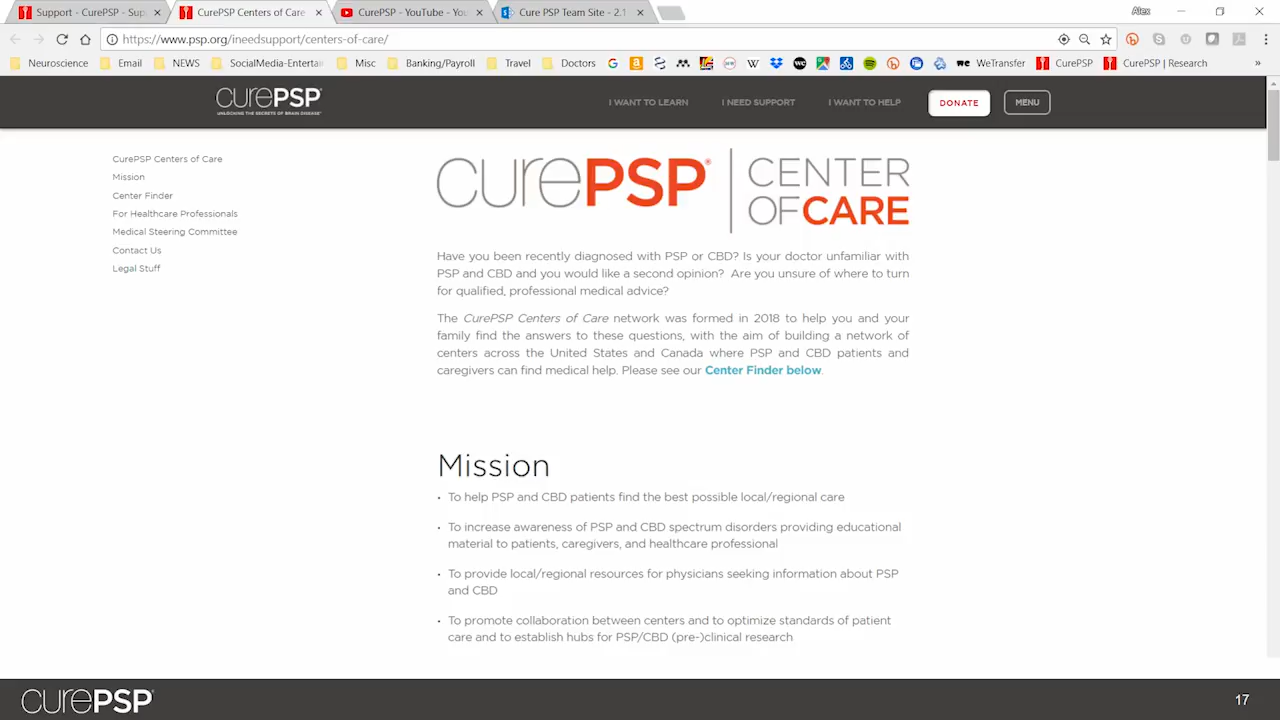 Support - CurePSP - Sup
CurePSP Centers of Care
CurePSP - YouTube - You
Cure PSP Team Site - 2.1
Alex
https://www.psp.org/ineedsupport/centers-of-care/
Neuroscience
Email
NEWS
SocialMedia-Entertai
Misc
Banking/Payroll
Travel
Doctors
WeTransfer
CurePSP
CurePSP | Research
curePSP
UNLOCKING THE SECRETS OF BRAIN DISEASE
I WANT TO LEARN
I NEED SUPPORT
I WANT TO HELP
DONATE
MENU
CurePSP Centers of Care
Mission
Center Finder
For Healthcare Professionals
Medical Steering Committee
Contact Us
Legal Stuff
curePSP® CENTER
OF CARE
Have you been recently diagnosed with PSP or CBD? Is your doctor unfamiliar with
PSP and CBD and you would like a second opinion? Are you unsure of where to turn
for qualified, professional medical advice?
The CurePSP Centers of Care network was formed in 2018 to help you and your
family find the answers to these questions, with the aim of building a network of
centers across the United States and Canada where PSP and CBD patients and
caregivers can find medical help. Please see our Center Finder below.
Mission
• To help PSP and CBD patients find the best possible local/regional care
• To increase awareness of PSP and CBD spectrum disorders providing educational
material to patients, caregivers, and healthcare professional
• To provide local/regional resources for physicians seeking information about PSP
and CBD
• To promote collaboration between centers and to optimize standards of patient
care and to establish hubs for PSP/CBD (pre-)clinical research
curePSP
17